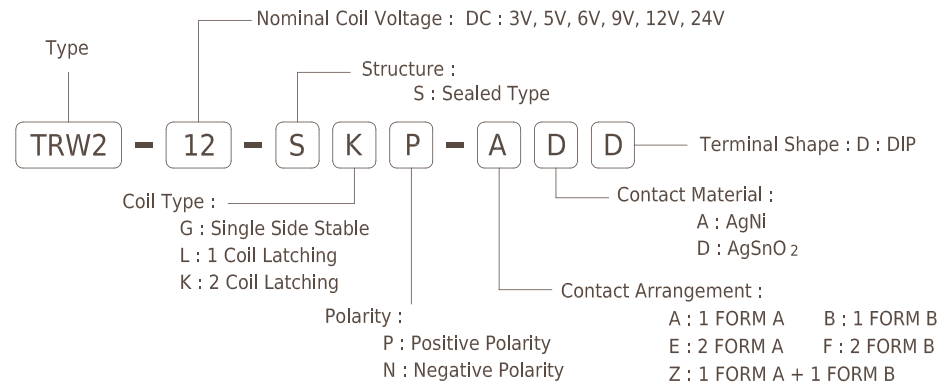 Nominal Coil Voltage : DC : 3V, 5V, 6V, 9V, 12V, 24V
Type
Structure :
S : Sealed Type
TRW2 - 12 - S K P - A D D
Terminal Shape : D : DIP
Coil Type :
G : Single Side Stable
L : 1 Coil Latching
K : 2 Coil Latching
Contact Material :
A : AgNi
D : AgSnO2
Polarity :
P : Positive Polarity
N : Negative Polarity
Contact Arrangement :
A : 1 FORM A B : 1 FORM B
E : 2 FORM A F : 2 FORM B
Z : 1 FORM A + 1 FORM B